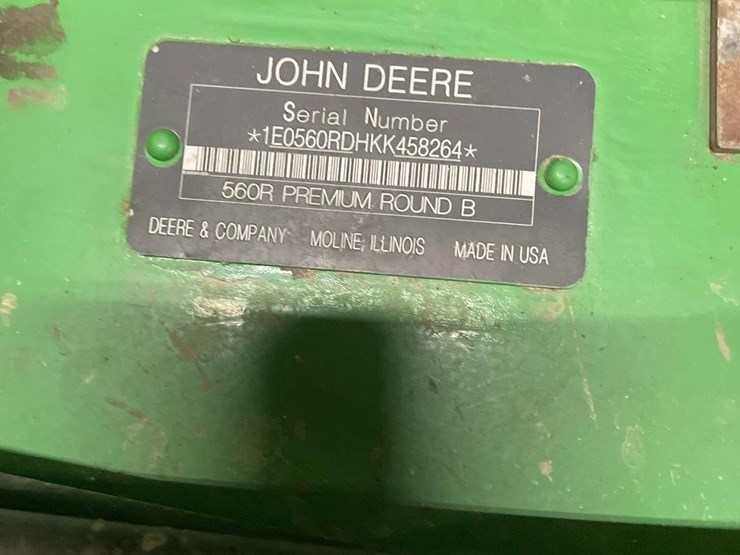 JOHN DEERE
Serial Number
*1E0560RDHKK458264*
560R PREMIUM ROUND B
DEERE & COMPANY MOLINE, ILLINOIS MADE IN USA